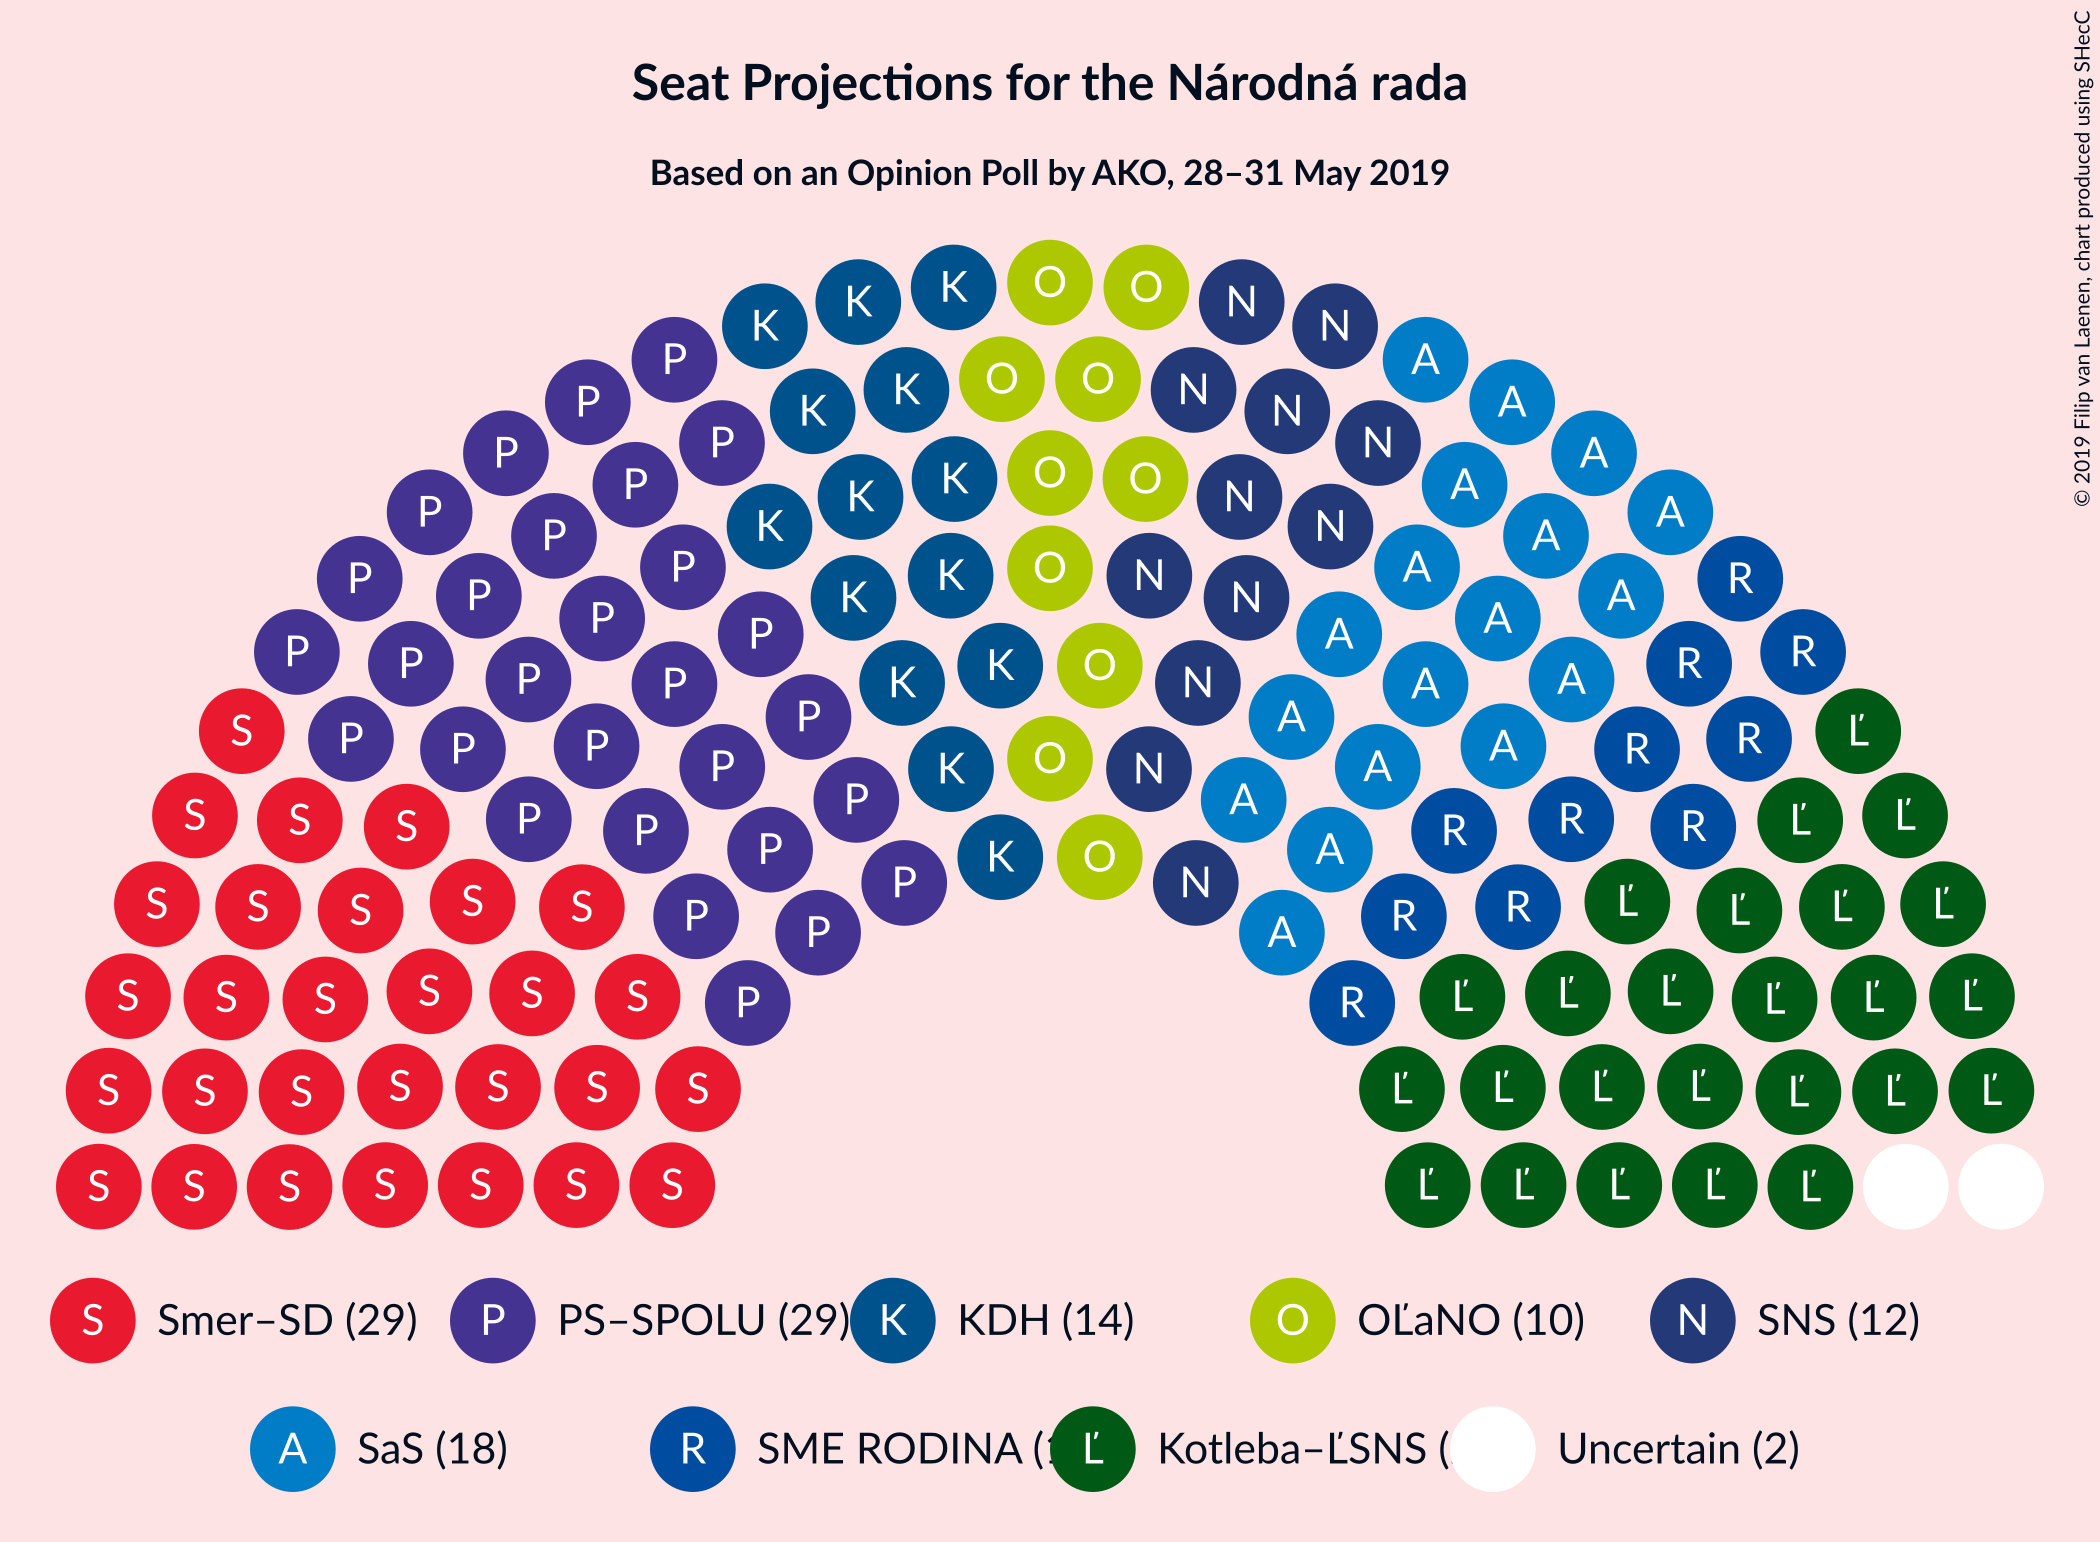 Seat Projections for the Národná rada
Based on an Opinion Poll by AKO, 28–31 May 2019
© 2019 Filip van Laenen, chart produced using SHecC
K K K O O N N
P A
P K K O O N N A
P P N A
P P K K K O O N N A A
P P A A
P P K K O N N A A R
P P P A A A
P P P K K O N A A R R
S P P P P A A A R R Ľ
S S S P P P K O N A A R R R Ľ Ľ
S S S S S P P P K O N A R R Ľ Ľ Ľ Ľ
S S S S S S P R Ľ Ľ Ľ Ľ Ľ Ľ
S S S S S S S Ľ Ľ Ľ Ľ Ľ Ľ Ľ
S S S S S S S Ľ Ľ Ľ Ľ Ľ
S Smer–SD (29) P PS–SPOLU (29) K KDH (14) O OĽaNO (10) N SNS (12)
A SaS (18) R SME RODINA ( Ľ Kotleba–ĽSNS ( Uncertain (2)